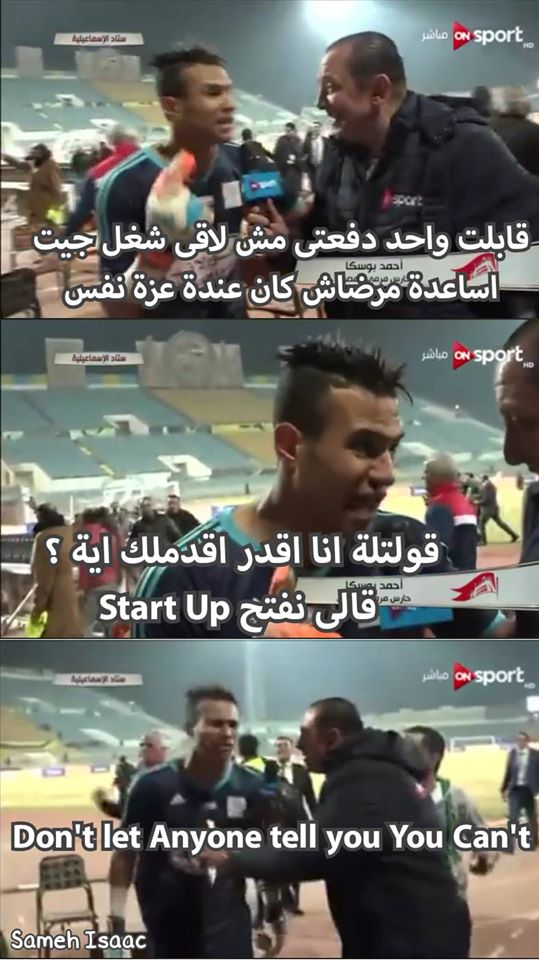 ستاد الإسماعيلية
مباشر ON sport HD
sport
قابلت واحد دفعتى مش لاقى شغل جيت
أحمد بوسكا
اساعدة مرضاش كان عندة عزة نفس
حارس مرمى
ستاد الإسماعيلية
مباشر ON sport HD
قولتلة انا اقدر اقدملك اية ؟
أحمد بوسكا
قالى نفتح Start Up
حارس مرمى
ستاد الإسماعيلية
مباشر ON sport HD
Don't let Anyone tell you You Can't
Sameh Isaac